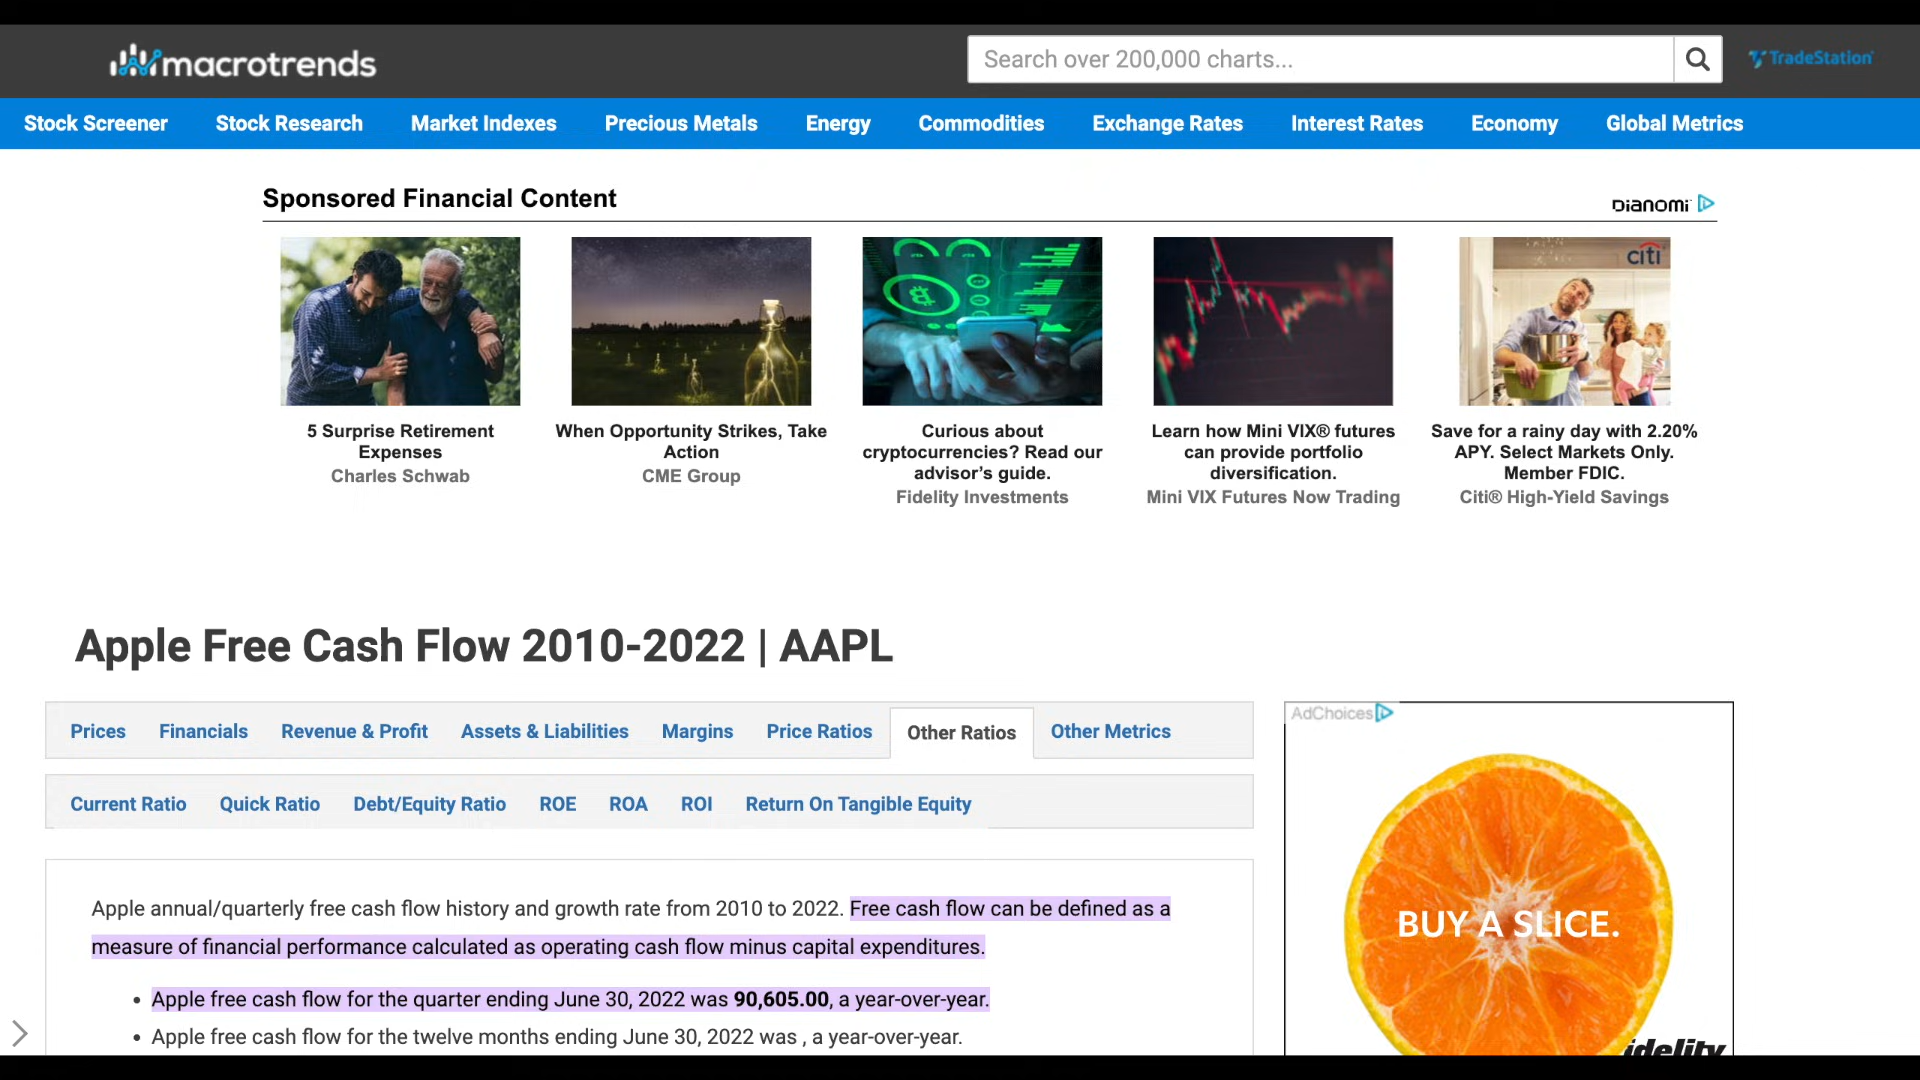 macrotrends
Search over 200,000 charts...
TradeStation
Stock Screener Stock Research Market Indexes Precious Metals Energy Commodities Exchange Rates Interest Rates Economy Global Metrics
Sponsored Financial Content
DIANOMI
citi
5 Surprise Retirement
Expenses
Charles Schwab
When Opportunity Strikes, Take
Action
CME Group
Curious about
cryptocurrencies? Read our
advisor's guide.
Fidelity Investments
Learn how Mini VIX® futures
can provide portfolio
diversification.
Mini VIX Futures Now Trading
Save for a rainy day with 2.20%
APY. Select Markets Only.
Member FDIC.
Citi® High-Yield Savings
Apple Free Cash Flow 2010-2022 | AAPL
Prices Financials Revenue & Profit Assets & Liabilities Margins Price Ratios Other Ratios Other Metrics
Current Ratio Quick Ratio Debt/Equity Ratio ROE ROA ROI Return On Tangible Equity
Apple annual/quarterly free cash flow history and growth rate from 2010 to 2022. Free cash flow can be defined as a
measure of financial performance calculated as operating cash flow minus capital expenditures.
• Apple free cash flow for the quarter ending June 30, 2022 was 90,605.00, a year-over-year.
• Apple free cash flow for the twelve months ending June 30, 2022 was , a year-over-year.
AdChoices
BUY A SLICE.
idelity